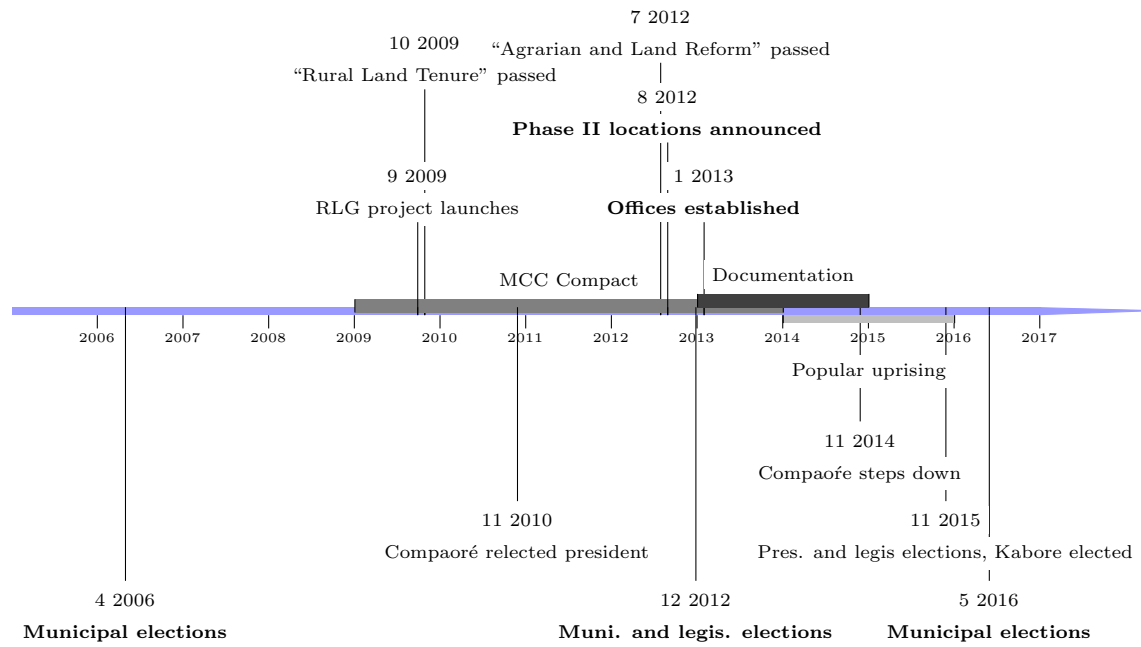 7 2012
“Agrarian and Land Reform” passed
10 2009
“Rural Land Tenure” passed
8 2012
Phase II locations announced
9 2009
RLG project launches
1 2013
Offices established
MCC Compact
Documentation
2006 2007 2008 2009 2010 2011 2012 2013 2014 2015 2016 2017
Popular uprising
11 2014
Compaoŕe steps down
11 2010
Compaoré relected president
11 2015
Pres. and legis elections, Kabore elected
4 2006
Municipal elections
12 2012
Muni. and legis. elections
5 2016
Municipal elections